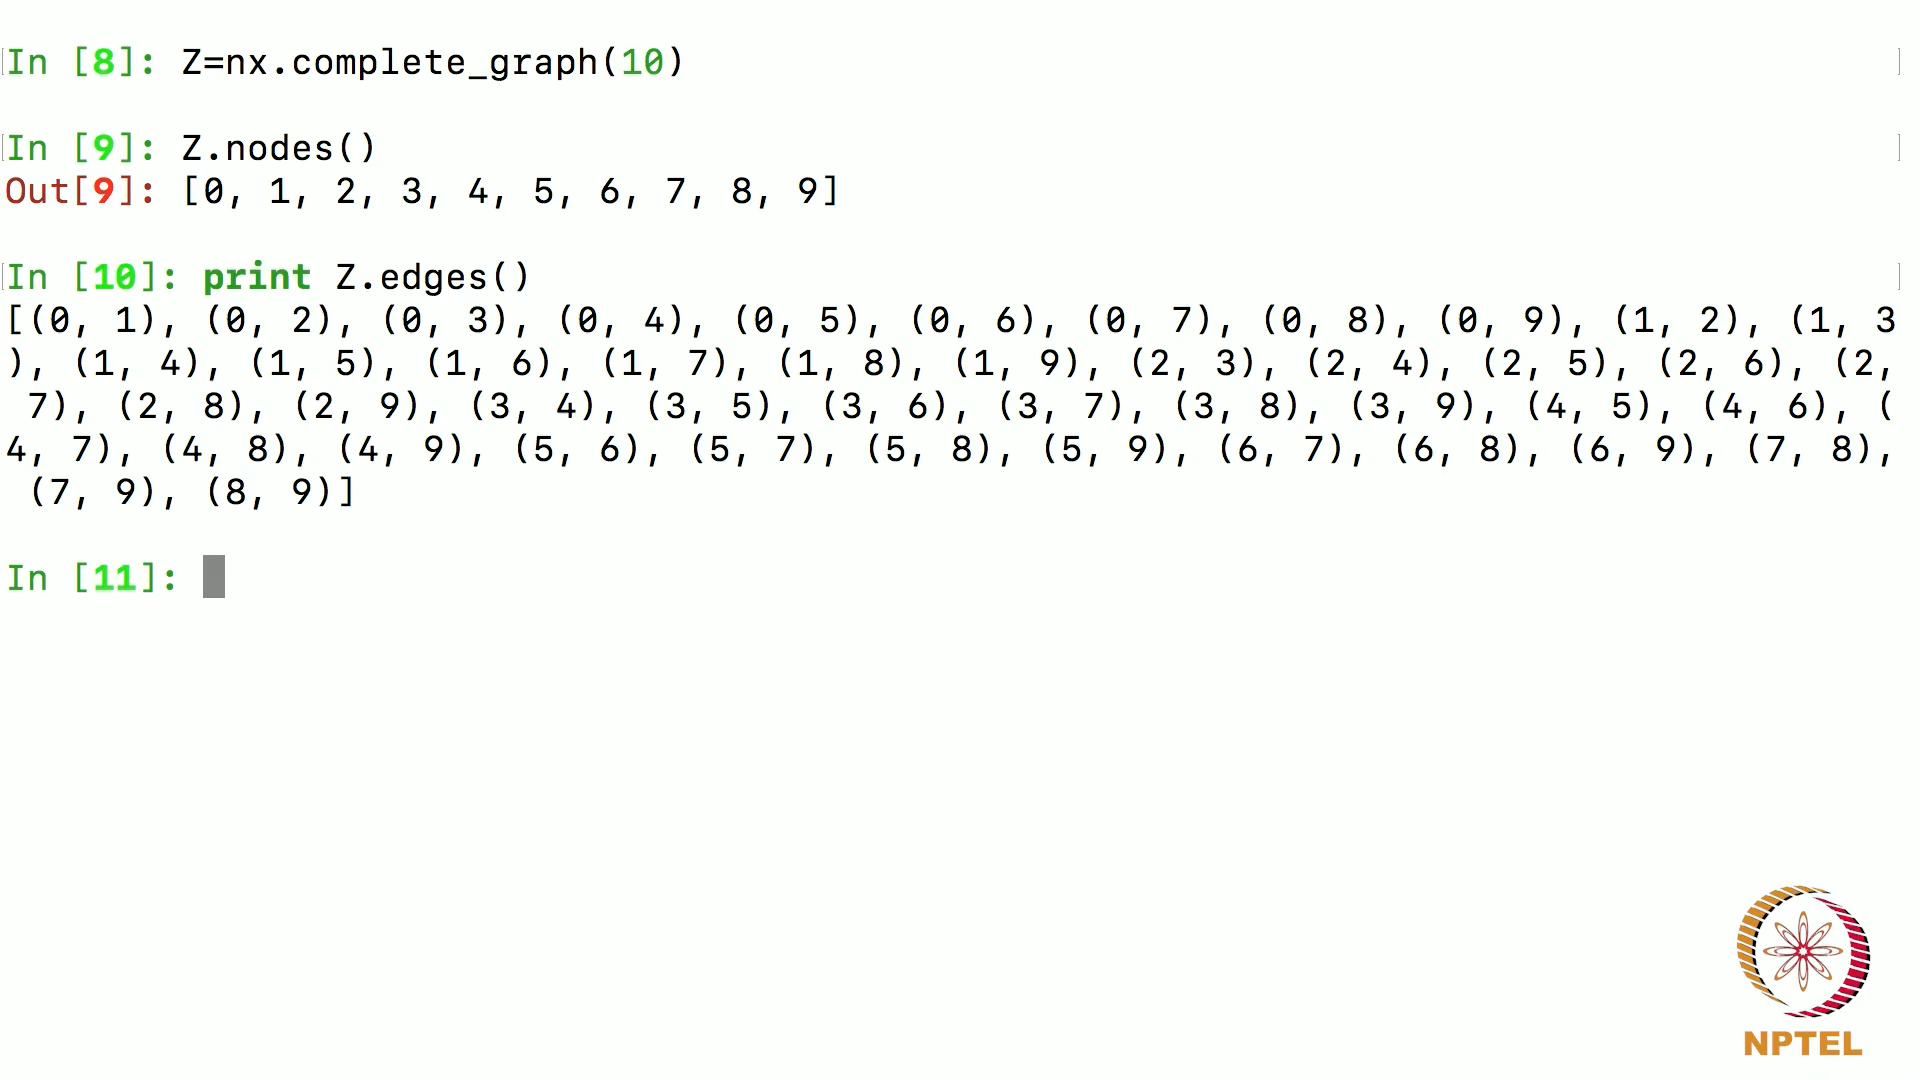 In [8]: Z=nx.complete_graph(10)
In [9]: Z.nodes()
Out[9]: [0, 1, 2, 3, 4, 5, 6, 7, 8, 9]
In [10]: print Z.edges()
[(0, 1), (0, 2), (0, 3), (0, 4), (0, 5), (0, 6), (0, 7), (0, 8), (0, 9), (1, 2), (1, 3
), (1, 4), (1, 5), (1, 6), (1, 7), (1, 8), (1, 9), (2, 3), (2, 4), (2, 5), (2, 6), (2,
 7), (2, 8), (2, 9), (3, 4), (3, 5), (3, 6), (3, 7), (3, 8), (3, 9), (4, 5), (4, 6), (
4, 7), (4, 8), (4, 9), (5, 6), (5, 7), (5, 8), (5, 9), (6, 7), (6, 8), (6, 9), (7, 8),
 (7, 9), (8, 9)]
In [11]:
NPTEL